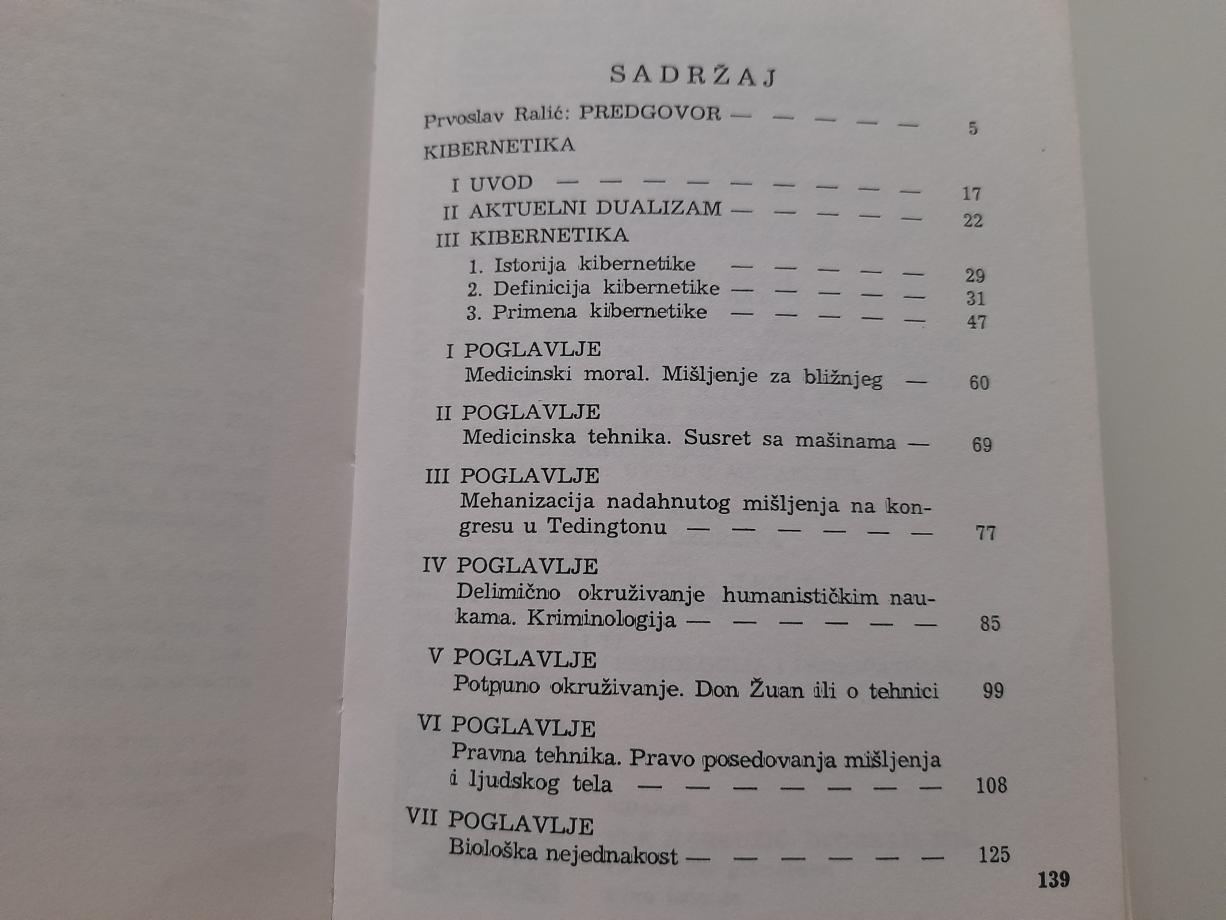 SADRŽAJ
Prvoslav Ralić: PREDGOVOR — — — — — 5
KIBERNETIKA
I UVOD — — — — — — — — — 17
II AKTUELNI DUALIZAM — — — — — 22
III KIBERNETIKA
1. Istorija kibernetike — — — — — 29
2. Definicija kibernetike — — — — — 31
3. Primena kibernetike — — — — — 47
I POGLAVLJE
Medicinski moral. Mišljenje za bližnjeg — 60
II POGLAVLJE
Medicinska tehnika. Susret sa mašinama — 69
III POGLAVLJE
Mehanizacija nadahnutog mišljenja na kon-
gresu u Tedingtonu — — — — — — 77
IV POGLAVLJE
Delimično okruživanje humanističkim nau-
kama. Kriminologija — — — — — — 85
V POGLAVLJE
Potpuno okruživanje. Don Žuan ili o tehnici 99
VI POGLAVLJE
Pravna tehnika. Pravo posedovanja mišljenja
i ljudskog tela — — — — — — — 108
VII POGLAVLJE
Biološka nejednakost — — — — — — 125
139